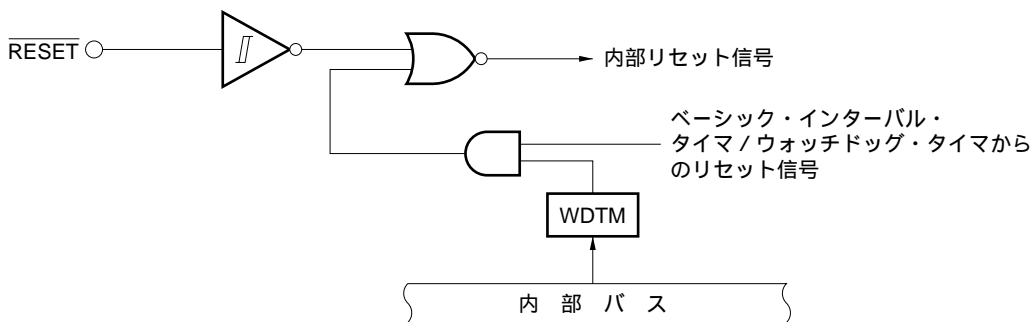 RESET
内部リセット信号
ベーシック・インターバル・
タイマ / ウォッチドッグ・タイマから
のリセット信号
WDTM
内 部 バ ス